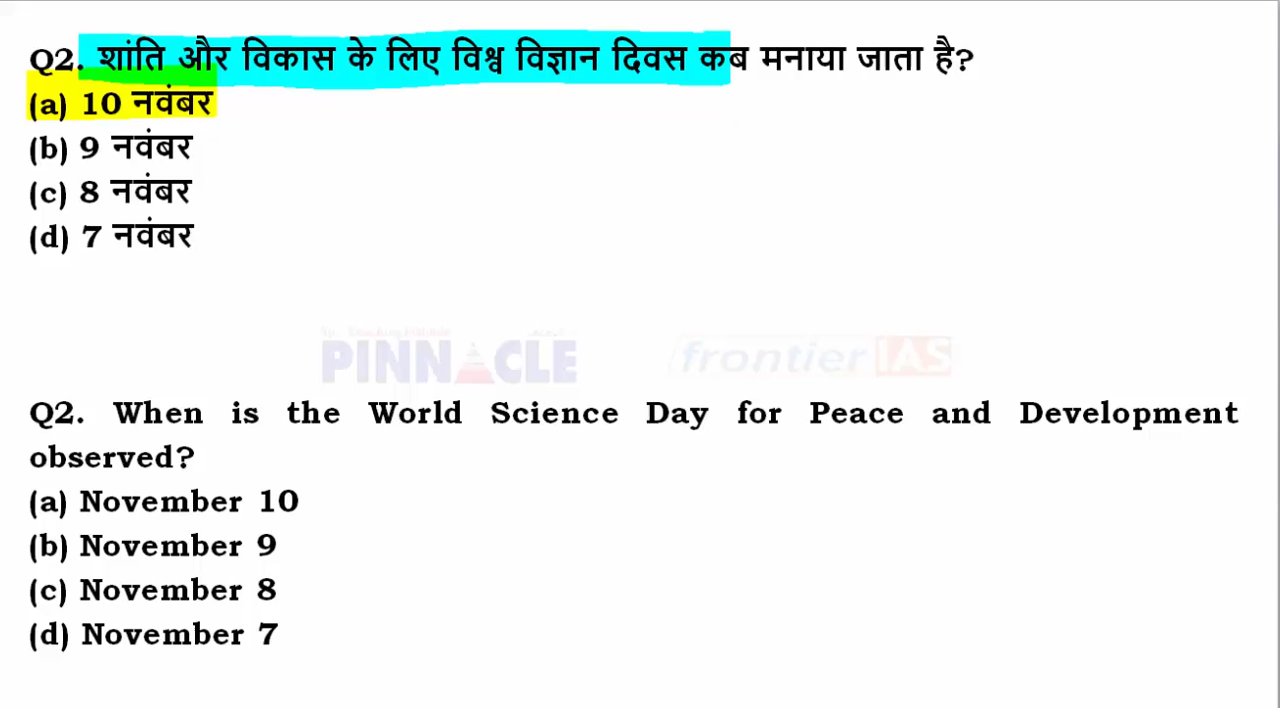 Q2. शांति और विकास के लिए विश्व विज्ञान दिवस कब मनाया जाता है?
(a) 10 नवंबर
(b) 9 नवंबर
(c) 8 नवंबर
(d) 7 नवंबर
PINNACLE frontier IAS
Q2. When is the World Science Day for Peace and Development
observed?
(a) November 10
(b) November 9
(c) November 8
(d) November 7